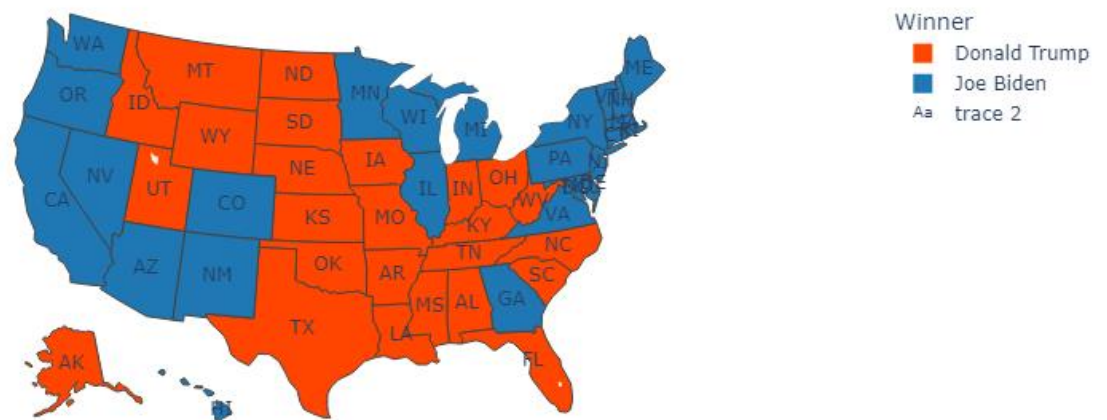 Winner
Donald Trump
Joe Biden
Aa trace 2
WA
MT
ND
ME
OR
ID
MN
SD
WI
MI
NY
WY
IA
PA
NE
NV
UT
CO
IL
IN
OH
WV
VA
CA
KS
MO
KY
OK
TN
NC
AZ
NM
AR
SC
MS
AL
GA
TX
LA
FL
AK
HI
NH